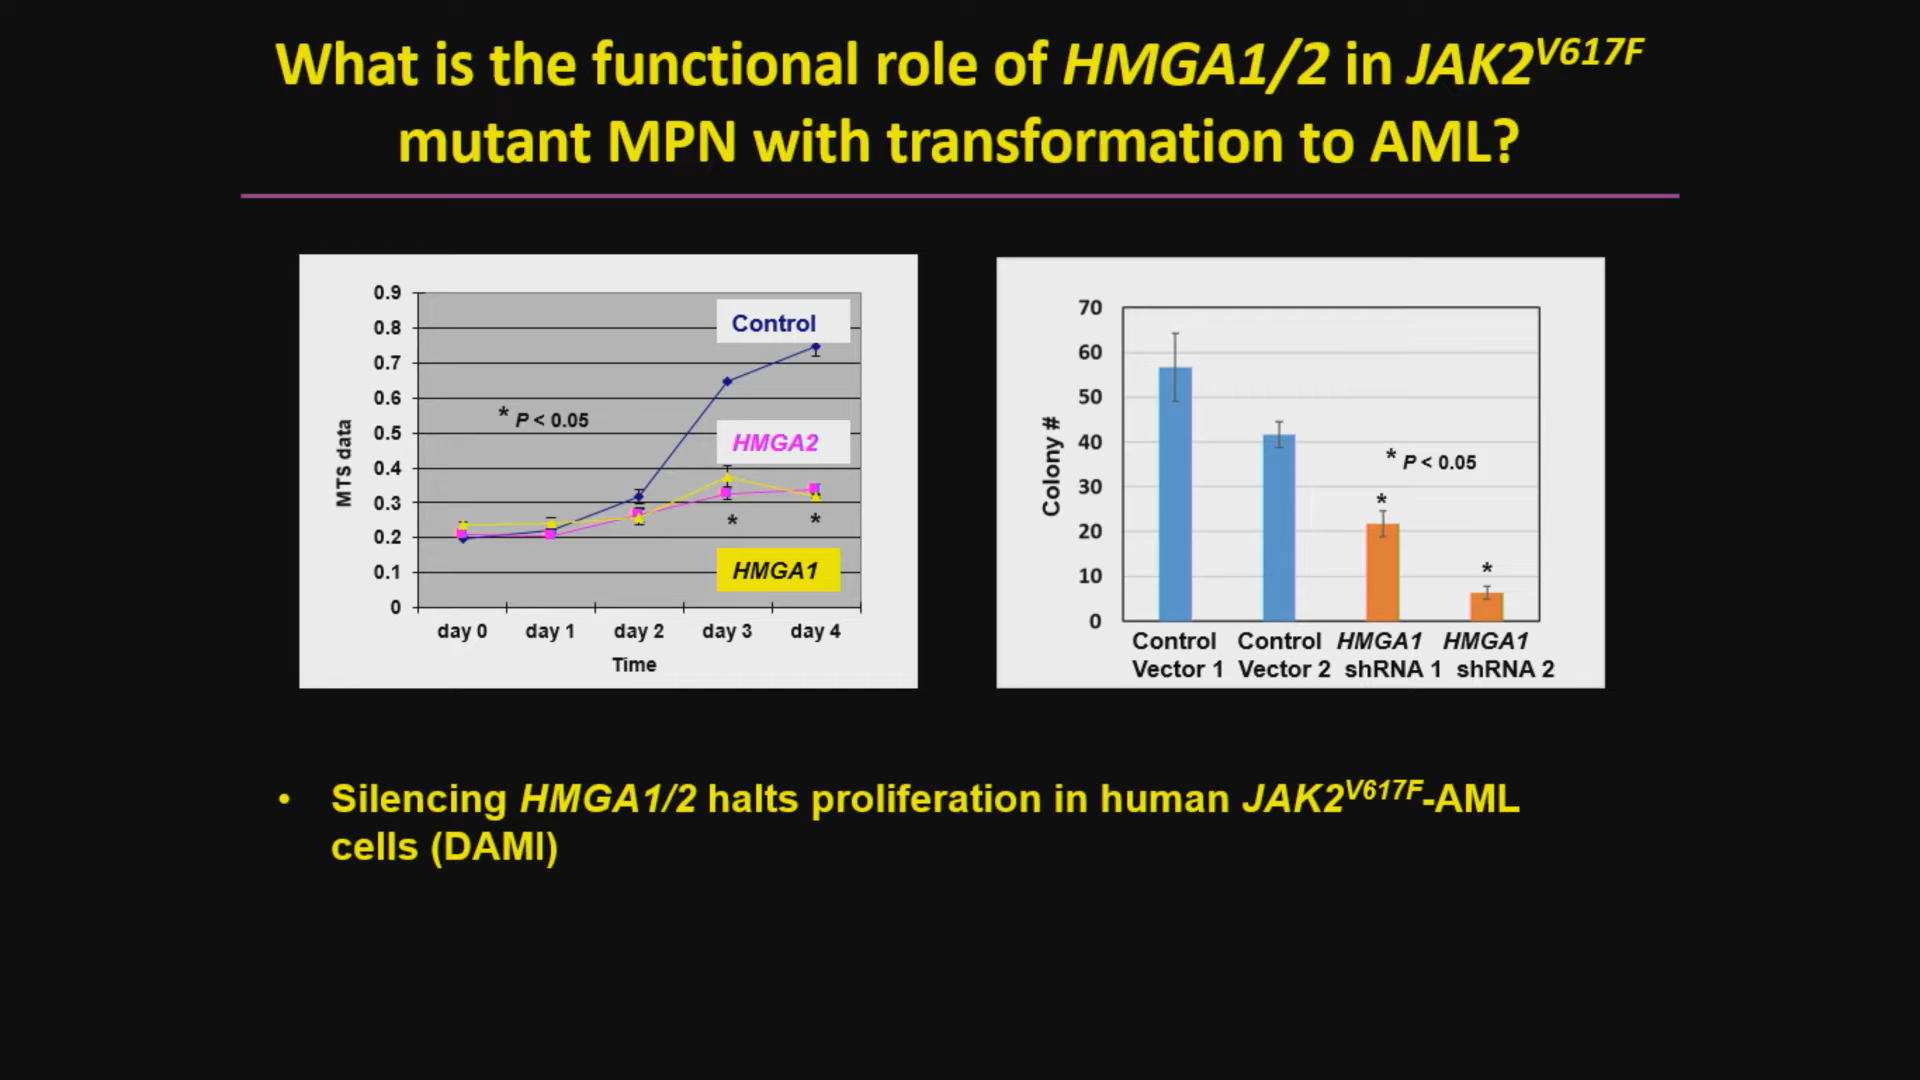 What is the functional role of HMGA1/2 in JAK2V617F
mutant MPN with transformation to AML?
0.9
0.8
0.7
0.6
0.5
0.4
0.3
0.2
0.1
0
MTS data
Control
* P < 0.05
HMGA2
* *
HMGA1
day 0 day 1 day 2 day 3 day 4
Time
70
60
50
40
30
20
10
0
Colony #
* P < 0.05
*
*
Control Control HMGA1 HMGA1
Vector 1 Vector 2 shRNA 1 shRNA 2
• Silencing HMGA1/2 halts proliferation in human JAK2V617F-AML
cells (DAMI)